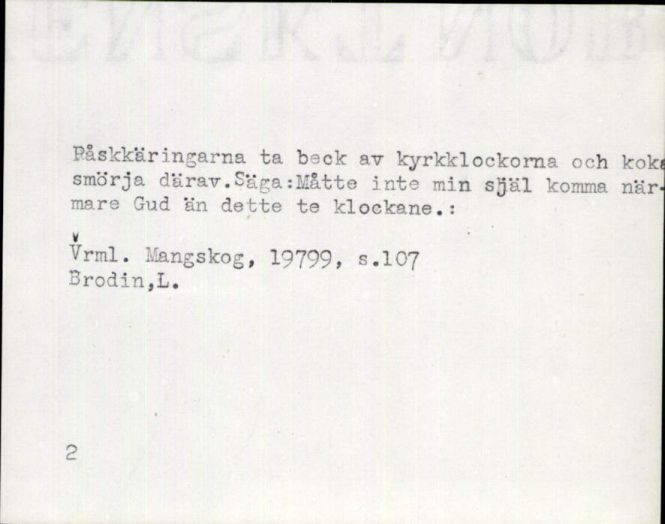 Påskkäringarna ta beck av kyrkklockorna och koka
smörja därav.Säga:Måtte inte min själ komma när-
mare Gud än dette te klockane.:
Vrml. Mangskog, 19799, s.107
Brodin,L.
2